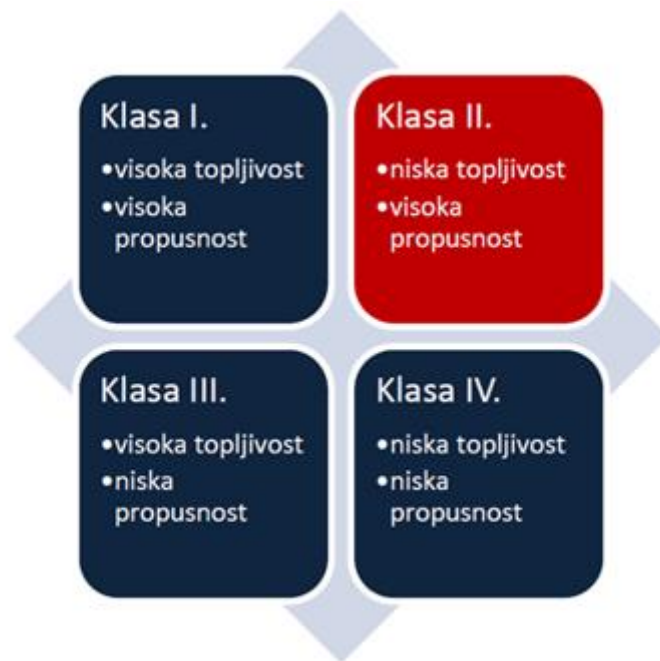 Klasa I.
•visoka topljivost
•visoka
propusnost
Klasa II.
•niska topljivost
•visoka
propusnost
Klasa III.
•visoka topljivost
•niska
propusnost
Klasa IV.
•niska topljivost
•niska
propusnost